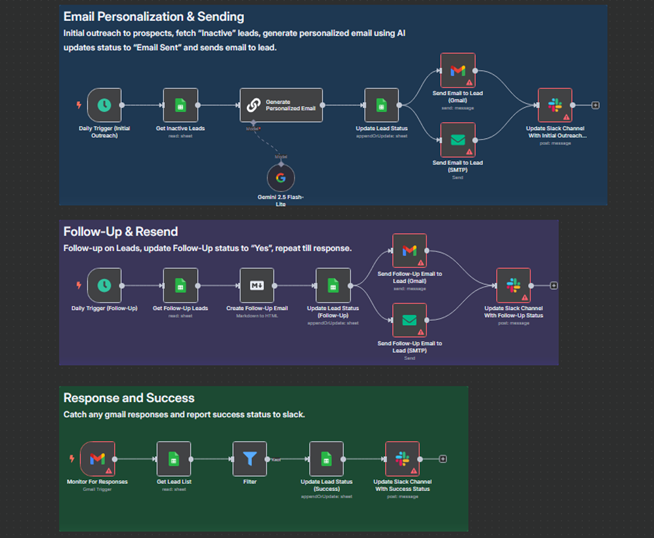 Email Personalization & Sending
Initial outreach to prospects, fetch “Inactive” leads, generate personalized email using AI
updates status to “Email Sent” and sends email to lead.
Send Email to Lead
(Gmail)
send: message
Generate
Personalized Email
Daily Trigger (Initial
Outreach)
Get Inactive Leads
read: sheet
Model*
Update Lead Status
appendOrUpdate: sheet
Update Slack Channel
With Initial Outreach...
post: message
Send Email to Lead
(SMTP)
Send
Model
Gemini 2.5 Flash-
Lite
Follow-Up & Resend
Follow-up on Leads, update Follow-Up status to “Yes”, repeat till response.
Send Follow-Up Email to
Lead (Gmail)
send: message
Daily Trigger (Follow-Up)
Get Follow-Up Leads
read: sheet
Create Follow-Up Email
Markdown to HTML
Update Lead Status
(Follow-Up)
appendOrUpdate: sheet
Update Slack Channel
With Follow-Up Status
post: message
Send Follow-Up Email to
Lead (SMTP)
Send
Response and Success
Catch any gmail responses and report success status to slack.
Monitor For Responses
Gmail Trigger
Get Lead List
read: sheet
Filter
Update Lead Status
(Success)
appendOrUpdate: sheet
Update Slack Channel
With Success Status
post: message